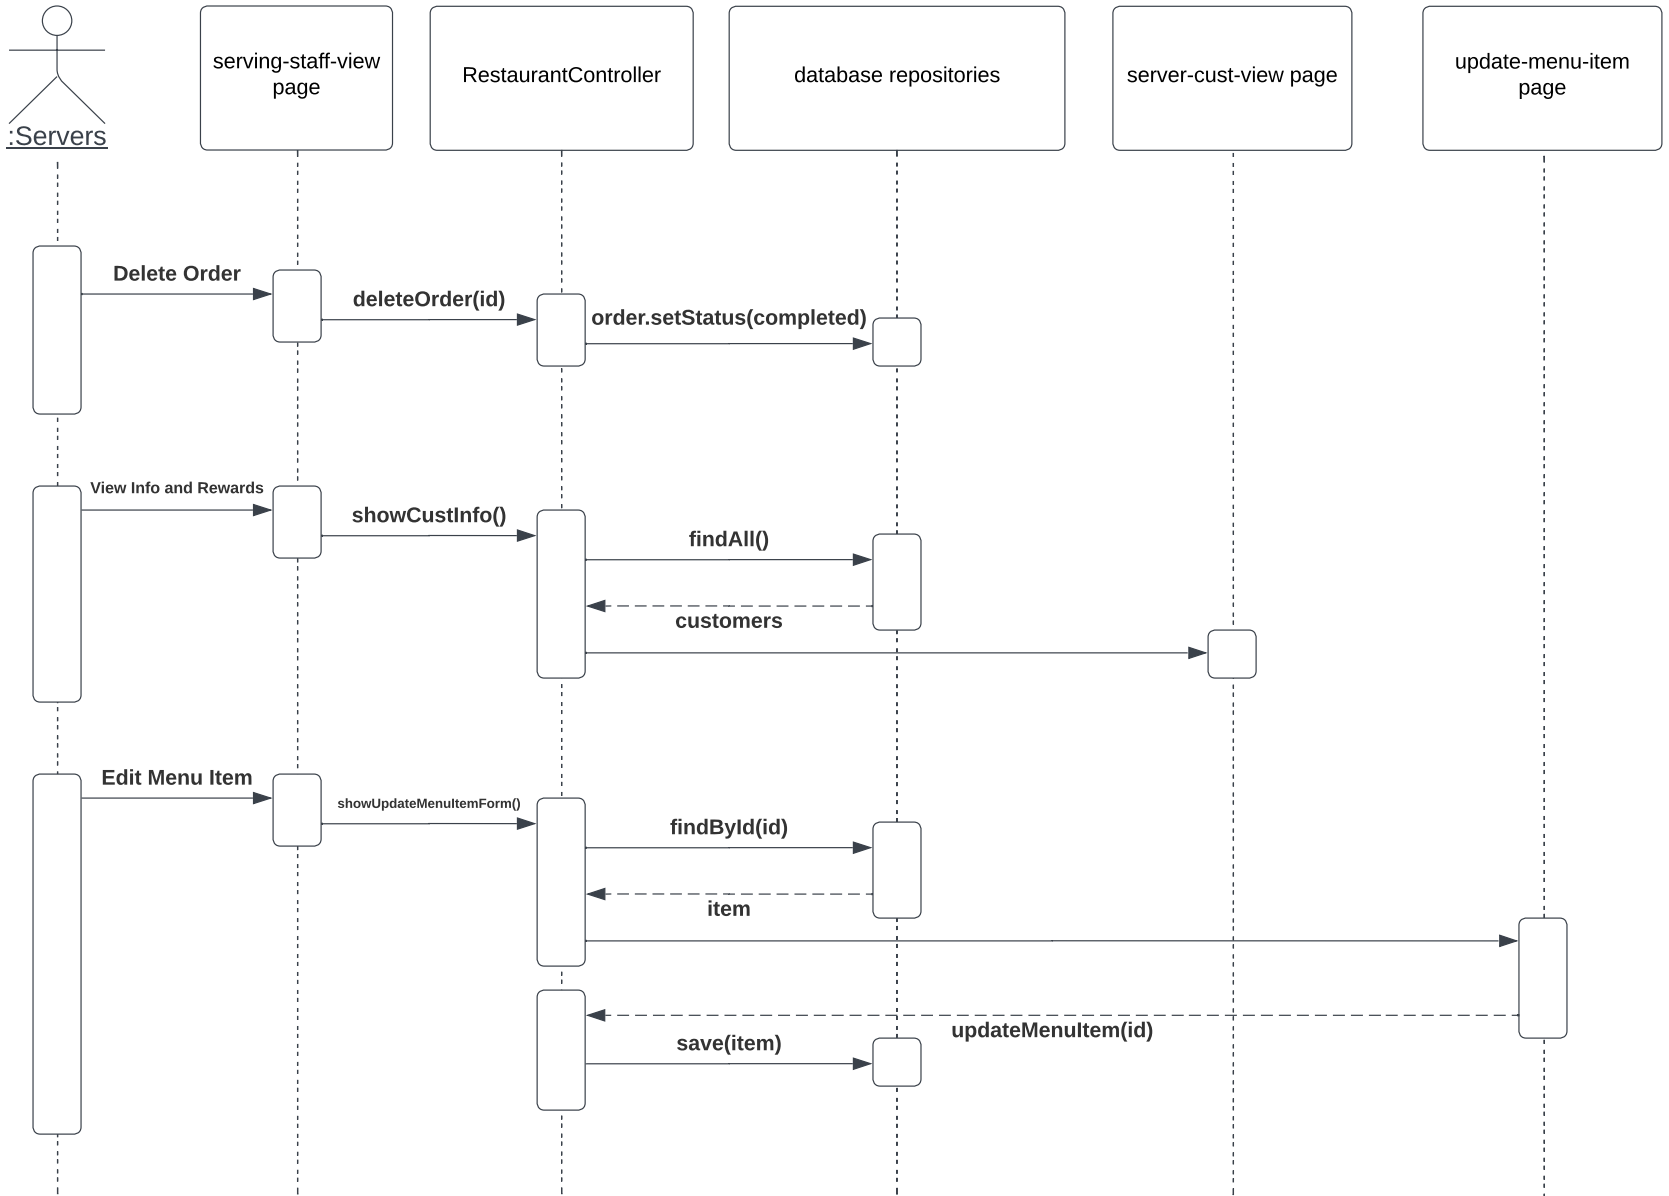 :Servers
serving-staff-view
page
RestaurantController
database repositories
server-cust-view page
update-menu-item
page
Delete Order
deleteOrder(id)
order.setStatus(completed)
View Info and Rewards
showCustInfo()
findAll()
customers
Edit Menu Item
showUpdateMenuItemForm()
findById(id)
item
updateMenuItem(id)
save(item)